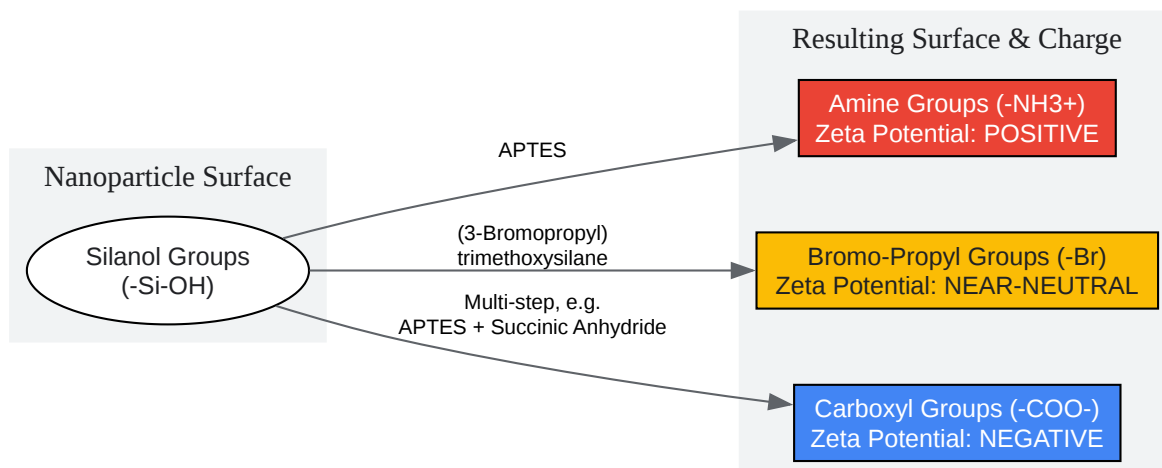 Resulting Surface & Charge
Amine Groups (-NH3+)
Zeta Potential: POSITIVE
APTES
Nanoparticle Surface
Silanol Groups
(-Si-OH)
(3-Bromopropyl)
trimethoxysilane
Bromo-Propyl Groups (-Br)
Zeta Potential: NEAR-NEUTRAL
Multi-step, e.g.
APTES + Succinic Anhydride
Carboxyl Groups (-COO-)
Zeta Potential: NEGATIVE